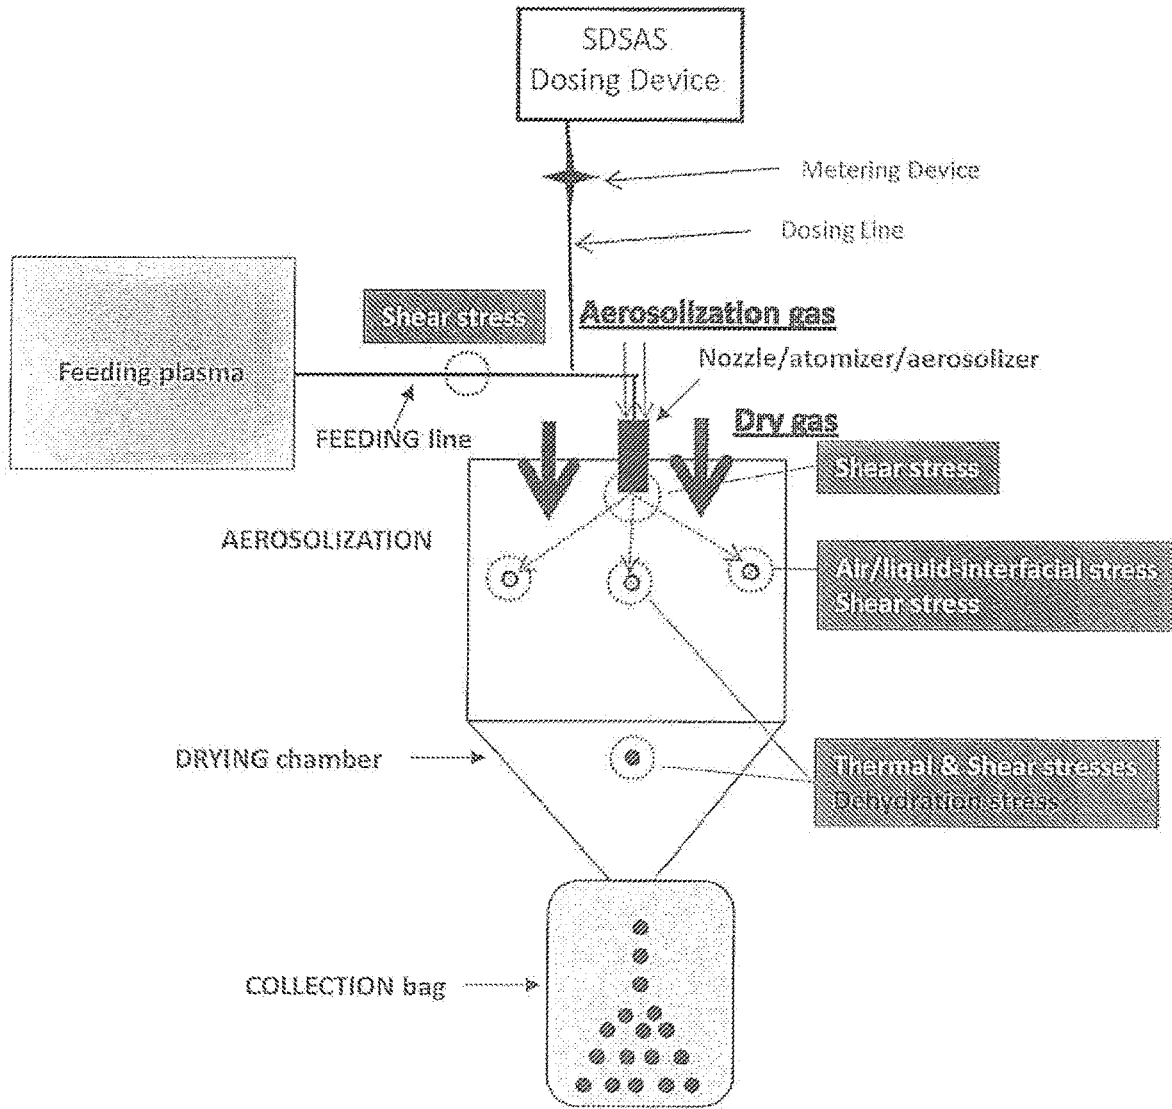 SDSAS
Dosing Device
Metering Device
Dosing Line
Shear stress
Aerosolization gas
Feeding plasma
Nozzle/atomizer/aerosolizer
FEEDING line
Dry gas
Shear stress
AEROSOLIZATION
Air/liquid-interfacial stress
Shear stress
DRYING chamber
Thermal & Shear stresses
Dehydration stress
COLLECTION bag